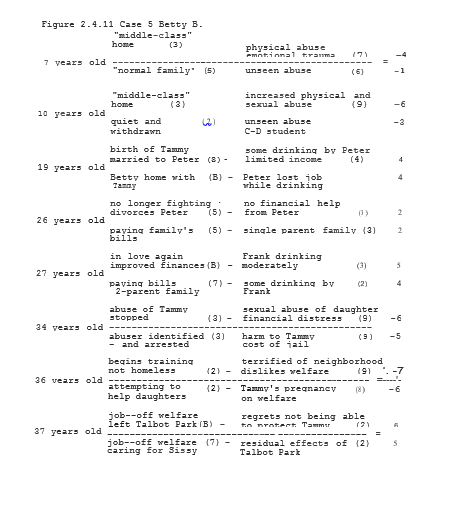 Figure 2.4.11 Case 5 Betty B.
"middle-class"
home (3) physical abuse
emotional trauma (7) -4
7 years old =
"normal family" (5) unseen abuse (6) -1
"middle-class" increased physical and
home (3) sexual abuse (9) -6
10 years old
quiet and (2) unseen abuse -3
withdrawn C-D student
birth of Tammy some drinking by Peter
married to Peter (8) - limited income (4) 4
19 years old
Betty home with (B) - Peter lost job 4
Tammy while drinking
no longer fighting no financial help
divorces Peter (5) - from Peter (1) 2
26 years old
paying family's (5) - single parent family (3) 2
bills
in love again Frank drinking
improved finances(B) - moderately (3) 5
27 years old
paying bills (7) - some drinking by (2) 4
2-parent family Frank
abuse of Tammy sexual abuse of daughter
stopped (3) - financial distress (9) -6
34 years old
abuser identified (3) harm to Tammy (9) -5
- and arrested cost of jail
begins training terrified of neighborhood
not homeless (2) - dislikes welfare (9) -7
36 years old =
attempting to (2) - Tammy's pregnancy (8) -6
help daughters on welfare
job--off welfare regrets not being able
left Talbot Park(B) - to protect Tammy (2) 6
37 years old =
job--off welfare (7) - residual effects of (2) 5
caring for Sissy Talbot Park